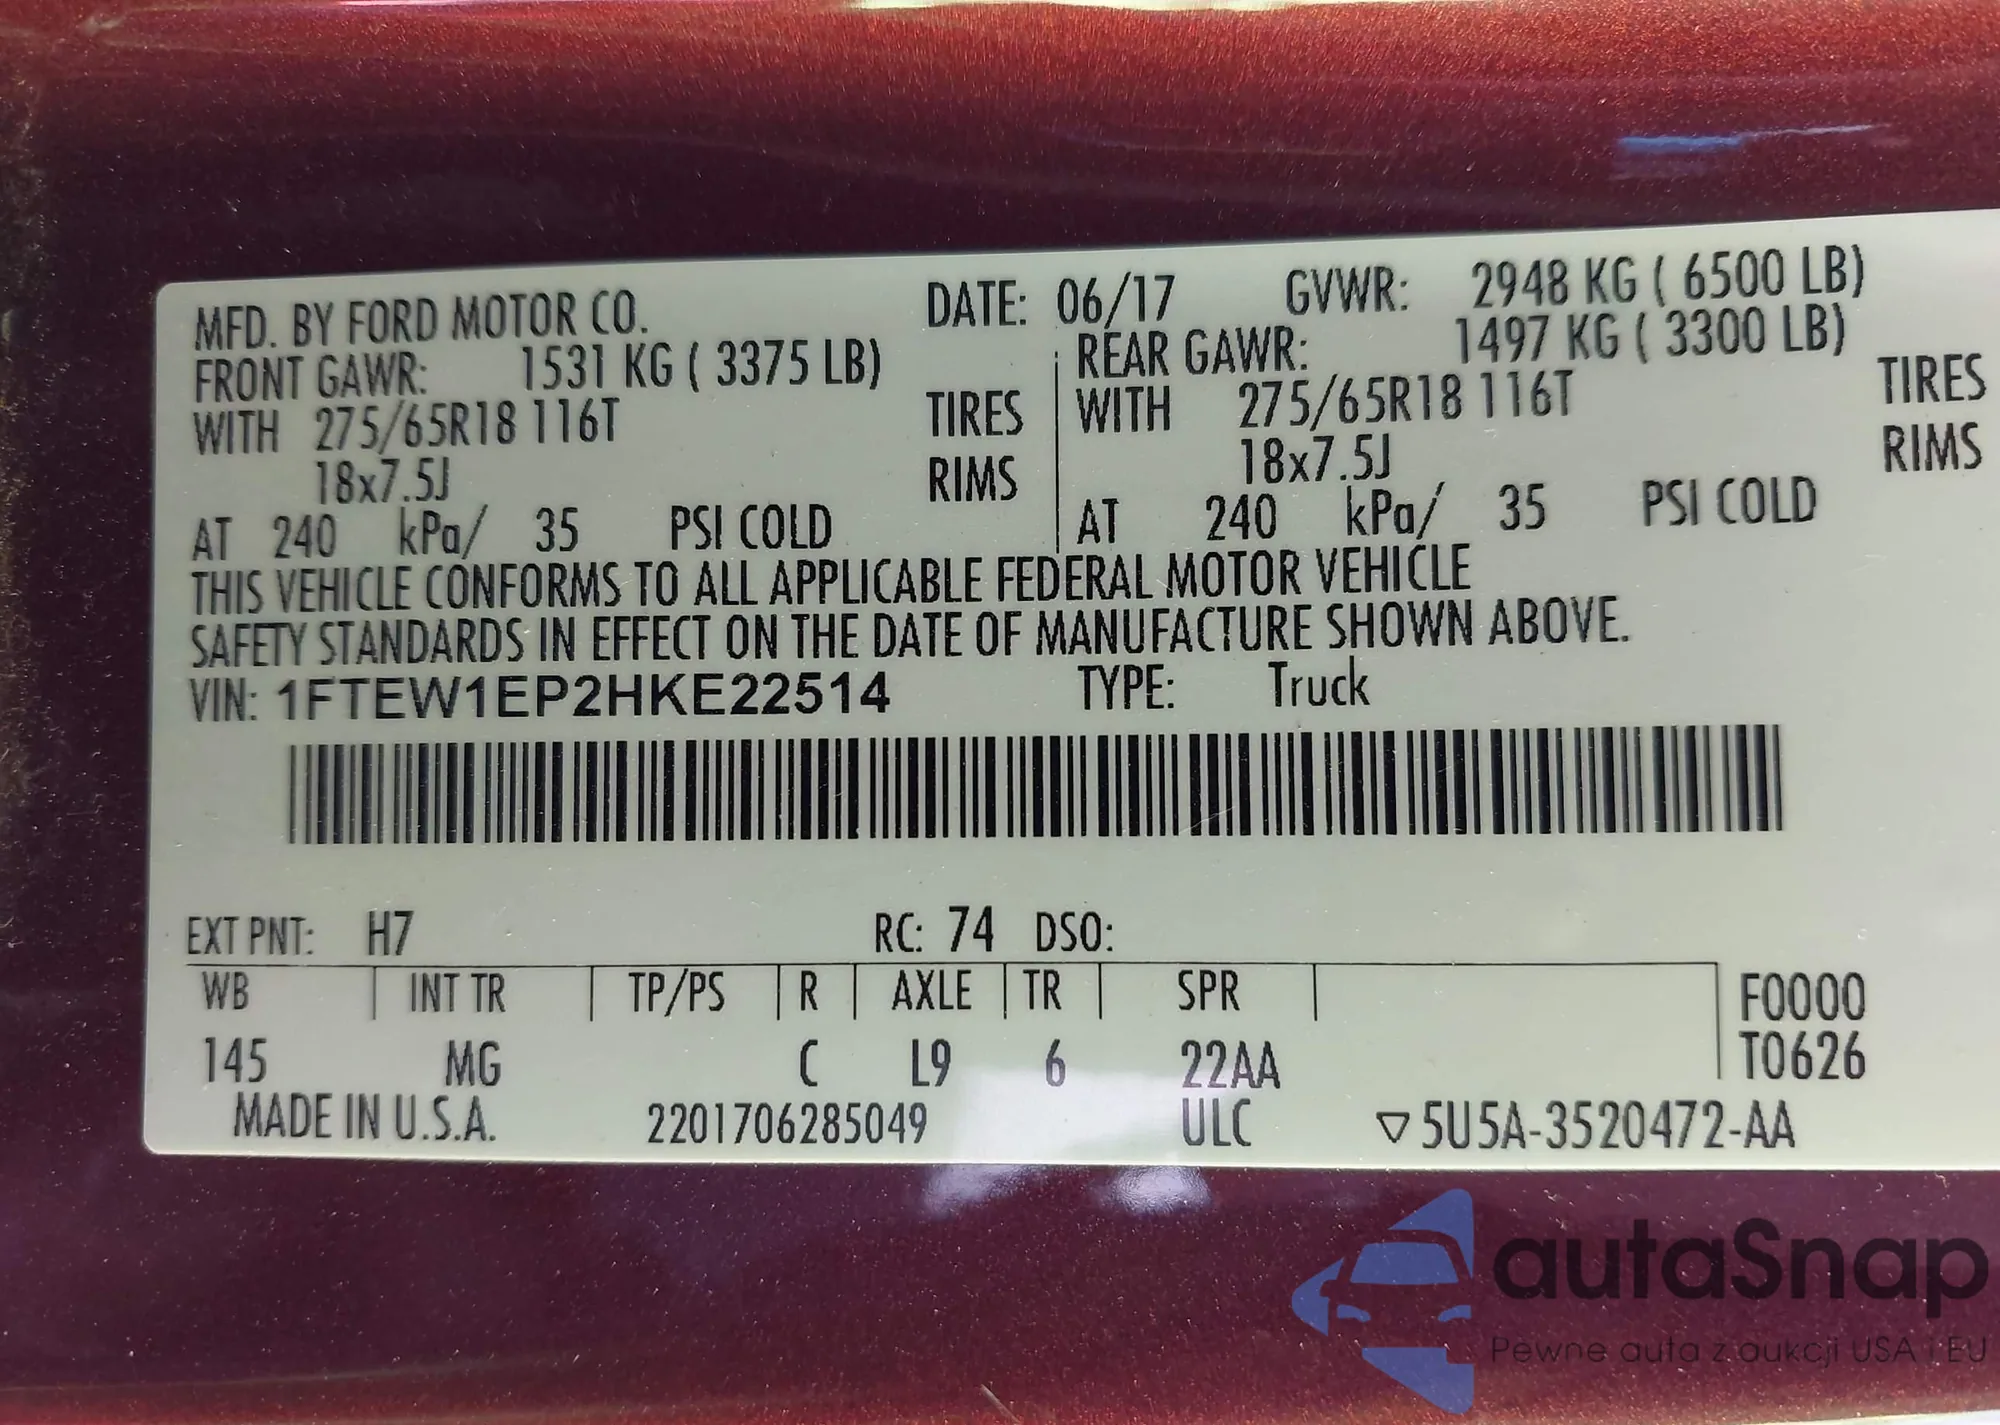 MFD. BY FORD MOTOR CO. DATE: 06/17 GVWR: 2948 KG ( 6500 LB)
FRONT GAWR: 1531 KG ( 3375 LB) REAR GAWR: 1497 KG ( 3300 LB)
WITH 275/65R18 116T TIRES WITH 275/65R18 116T TIRES
18x7.5J RIMS 18x7.5J RIMS
AT 240 kPa/ 35 PSI COLD AT 240 kPa/ 35 PSI COLD
THIS VEHICLE CONFORMS TO ALL APPLICABLE FEDERAL MOTOR VEHICLE
SAFETY STANDARDS IN EFFECT ON THE DATE OF MANUFACTURE SHOWN ABOVE.
VIN: 1FTEW1EP2HKE22514 TYPE: Truck
EXT PNT: H7 RC: 74 DSO:
WB INT TR TP/PS R AXLE TR SPR F0000
145 MG C L9 6 22AA T0626
MADE IN U.S.A. 2201706285049 ULC ▽5U5A-3520472-AA
autaSnap
Pewne auta z aukcji USA i EU